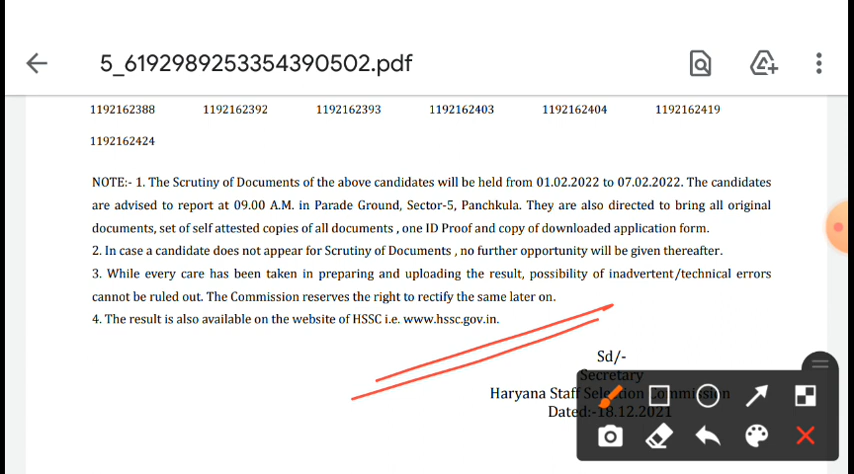 5_6192989253354390502.pdf
1192162388 1192162392 1192162393 1192162403 1192162404 1192162419
1192162424
NOTE:- 1. The Scrutiny of Documents of the above candidates will be held from 01.02.2022 to 07.02.2022. The candidates
are advised to report at 09.00 A.M. in Parade Ground, Sector-5, Panchkula. They are also directed to bring all original
documents, set of self attested copies of all documents , one ID Proof and copy of downloaded application form.
2. In case a candidate does not appear for Scrutiny of Documents , no further opportunity will be given thereafter.
3. While every care has been taken in preparing and uploading the result, possibility of inadvertent/technical errors
cannot be ruled out. The Commission reserves the right to rectify the same later on.
4. The result is also available on the website of HSSC i.e. www.hssc.gov.in.
Sd/-
Secretary
Haryana Staff Selection Commission
Dated:-18.12.2021